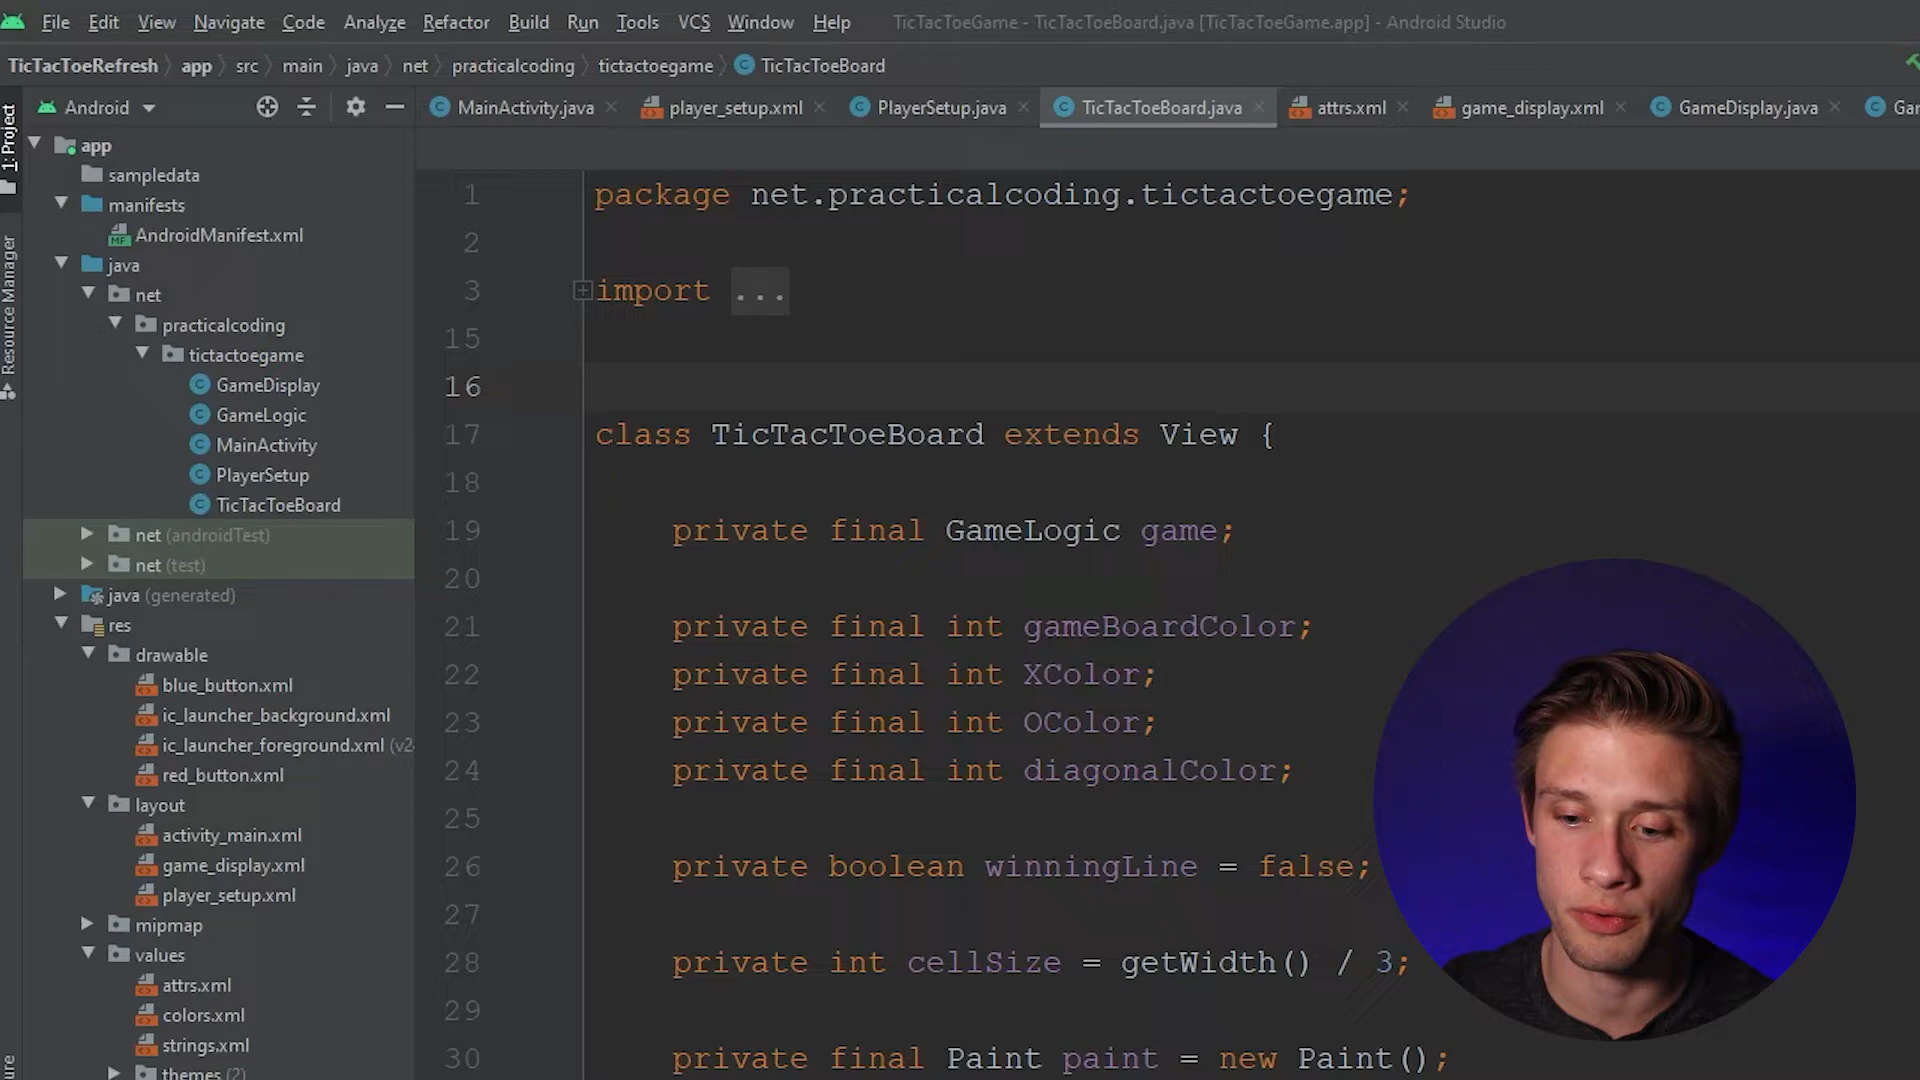 File Edit View Navigate Code Analyze Refactor Build Run Tools VCS Window Help TicTacToeGame - TicTacToeBoard.java [TicTacToeGame.app] - Android Studio
TicTacToeRefresh app src main java net practicalcoding tictactoegame TicTacToeBoard
1: Project
Resource Manager
Android
MainActivity.java player_setup.xml PlayerSetup.java TicTacToeBoard.java attrs.xml game_display.xml GameDisplay.java
app
sampledata
manifests
AndroidManifest.xml
java
net
practicalcoding
tictactoegame
GameDisplay
GameLogic
MainActivity
PlayerSetup
TicTacToeBoard
net (androidTest)
net (test)
java (generated)
res
drawable
blue_button.xml
ic_launcher_background.xml
ic_launcher_foreground.xml
red_button.xml
layout
activity_main.xml
game_display.xml
player_setup.xml
mipmap
values
attrs.xml
colors.xml
strings.xml
themes (2)
1 package net.practicalcoding.tictactoegame;
2
3 import ...
15
16
17 class TicTacToeBoard extends View {
18
19 private final GameLogic game;
20
21 private final int gameBoardColor;
22 private final int XColor;
23 private final int OColor;
24 private final int diagonalColor;
25
26 private boolean winningLine = false;
27
28 private int cellSize = getWidth() / 3;
29
30 private final Paint paint = new Paint();